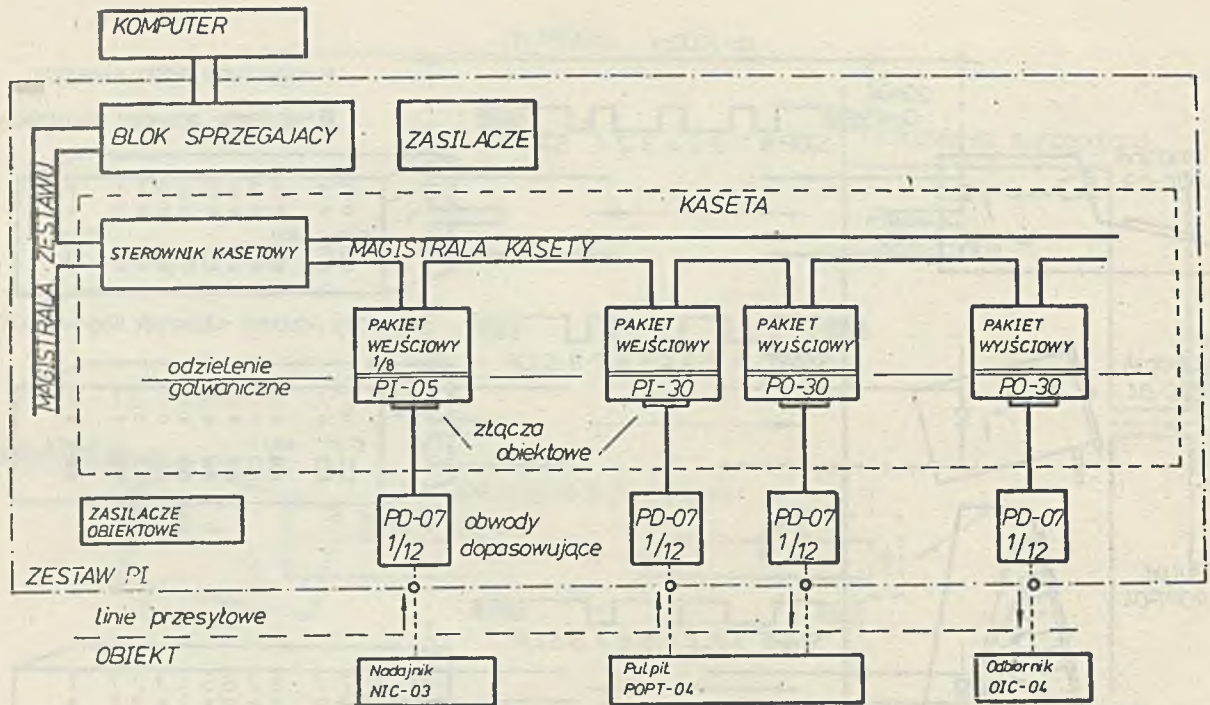 KOMPUTER
BLOK SPRZEGAJACY
ZASILACZE
MAGISTRALA ZESTAWU
KASETA
STEROWNIK KASETOWY
MAGISTRALA KASETY
PAKIET
WEJŚCIOWY
1/8
PI-05
PAKIET
WEJŚCIOWY
PI-30
PAKIET
WYJŚCIOWY
PO-30
PAKIET
WYJŚCIOWY
PO-30
odzielenie
galwaniczne
złącza
obiektowe
ZASILACZE
OBIEKTOWE
PD-07
1/12
obwody
dopasowujące
PD-07
1/12
PD-07
1/12
PD-07
1/12
ZESTAW PI
linie przesyłowe
OBIEKT
Nadajnik
NIC-03
Pulpit
POPT-04
Odbiornik
OIC-04